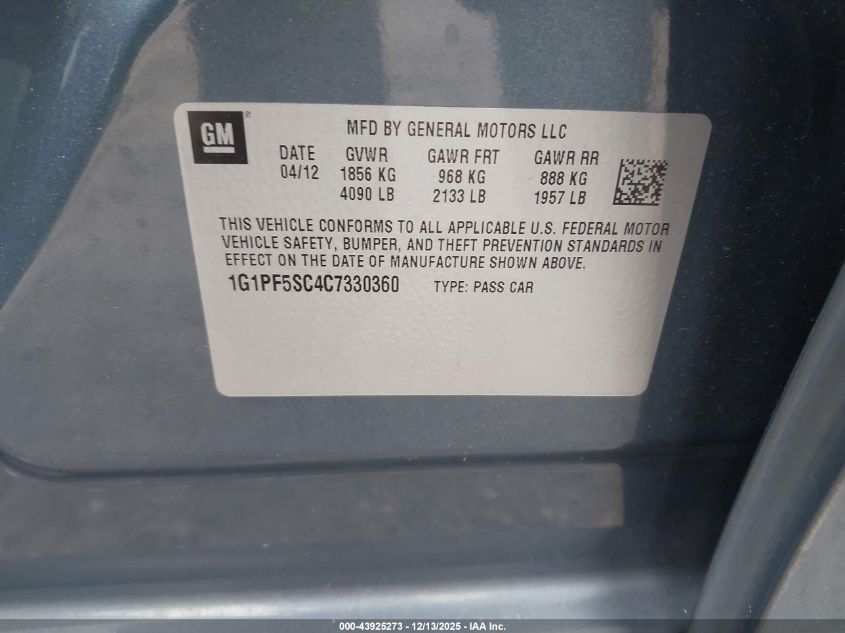 GM ®
MFD BY GENERAL MOTORS LLC
DATE GVWR GAWR FRT GAWR RR
04/12 1856 KG 968 KG 888 KG
4090 LB 2133 LB 1957 LB
THIS VEHICLE CONFORMS TO ALL APPLICABLE U.S. FEDERAL MOTOR
VEHICLE SAFETY, BUMPER, AND THEFT PREVENTION STANDARDS IN
EFFECT ON THE DATE OF MANUFACTURE SHOWN ABOVE.
1G1PF5SC4C7330360 TYPE: PASS CAR
000-43925273 - 12/13/2025 - IAA Inc.